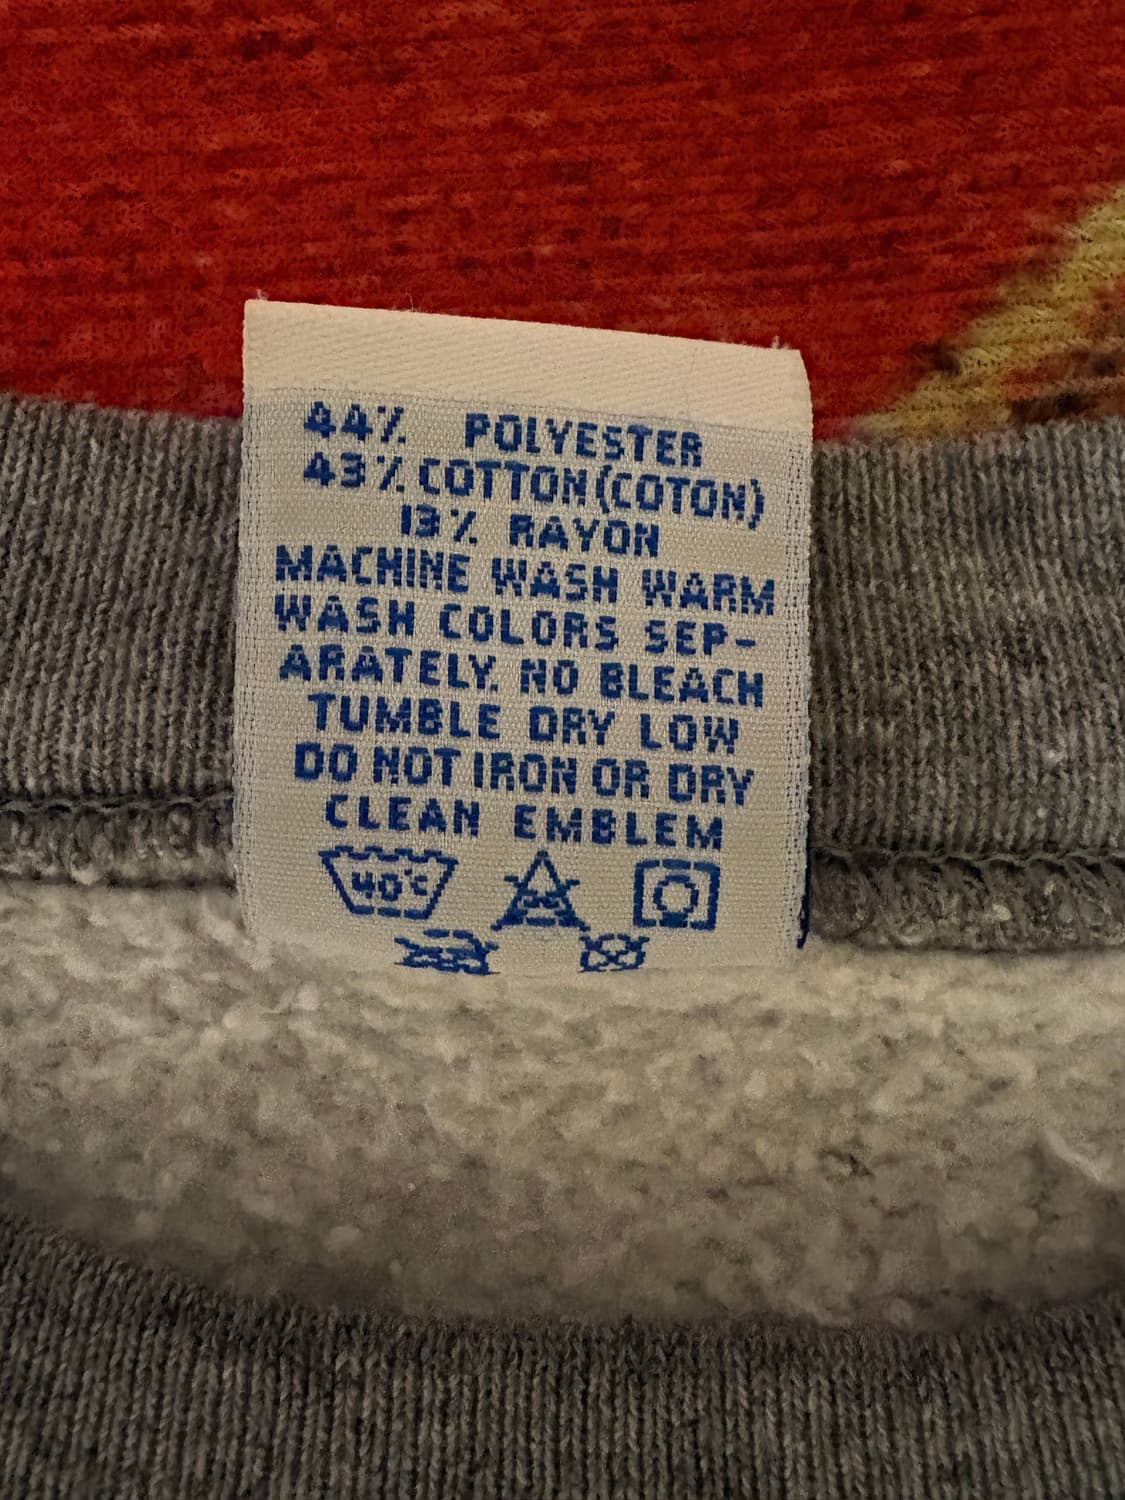 44% POLYESTER
43% COTTON(COTON)
13% RAYON
MACHINE WASH WARM
WASH COLORS SEP-
ARATELY. NO BLEACH
TUMBLE DRY LOW
DO NOT IRON OR DRY
CLEAN EMBLEM
40°C